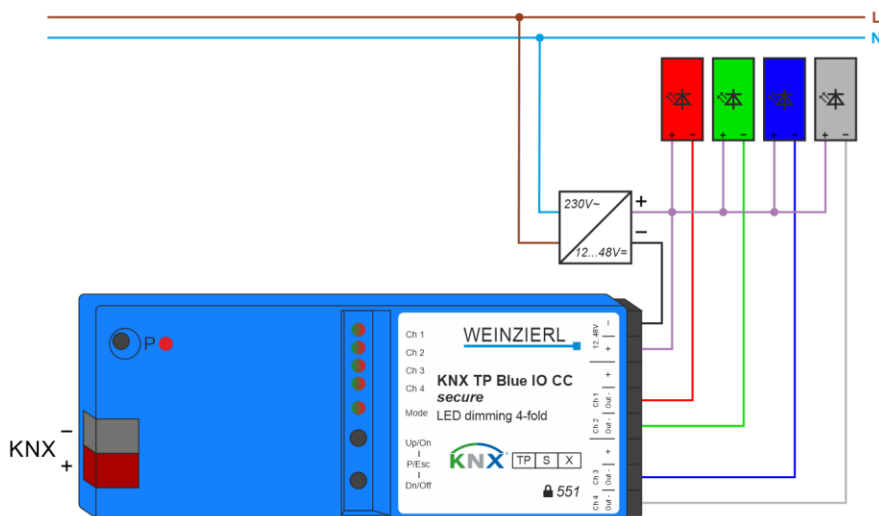 L
N
+ − + − + − + −
230V~
+
−
12...48V=
P
Ch 1
Ch 2
Ch 3
Ch 4
Mode
Up/On
P/Esc
Dn/Off
WEINZIERL
KNX TP Blue IO CC
secure
LED dimming 4-fold
KNX®
TP S X
551
12..48V
−
+
+
Ch 1
Out -
Ch 2
Out -
+
Ch 3
Out -
Ch 4
Out -
KNX
−
+